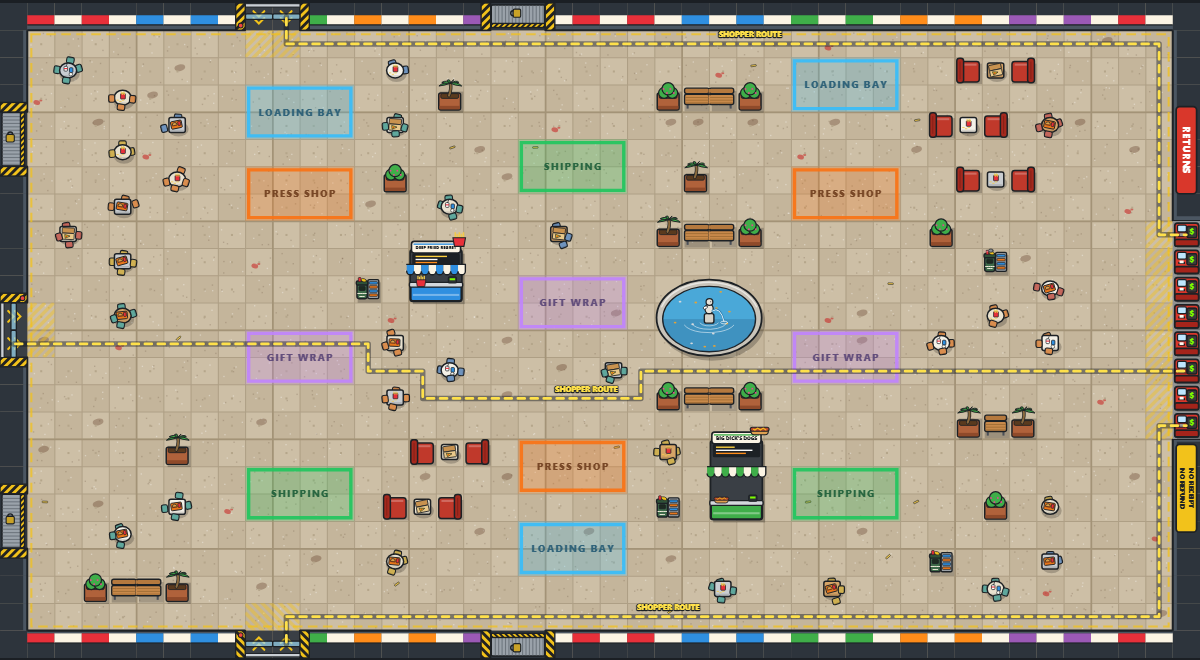 SHOPPER ROUTE
LOADING BAY
LOADING BAY
SHIPPING
RETURNS
PRESS SHOP
PRESS SHOP
DEEP FRIED REGRET
GIFT WRAP
GIFT WRAP
GIFT WRAP
SHOPPER ROUTE
BIG DICK'S DOGS
PRESS SHOP
SHIPPING
SHIPPING
NO RECEIPT
NO REFUND
LOADING BAY
SHOPPER ROUTE
$
$
$
$
$
$
$
$